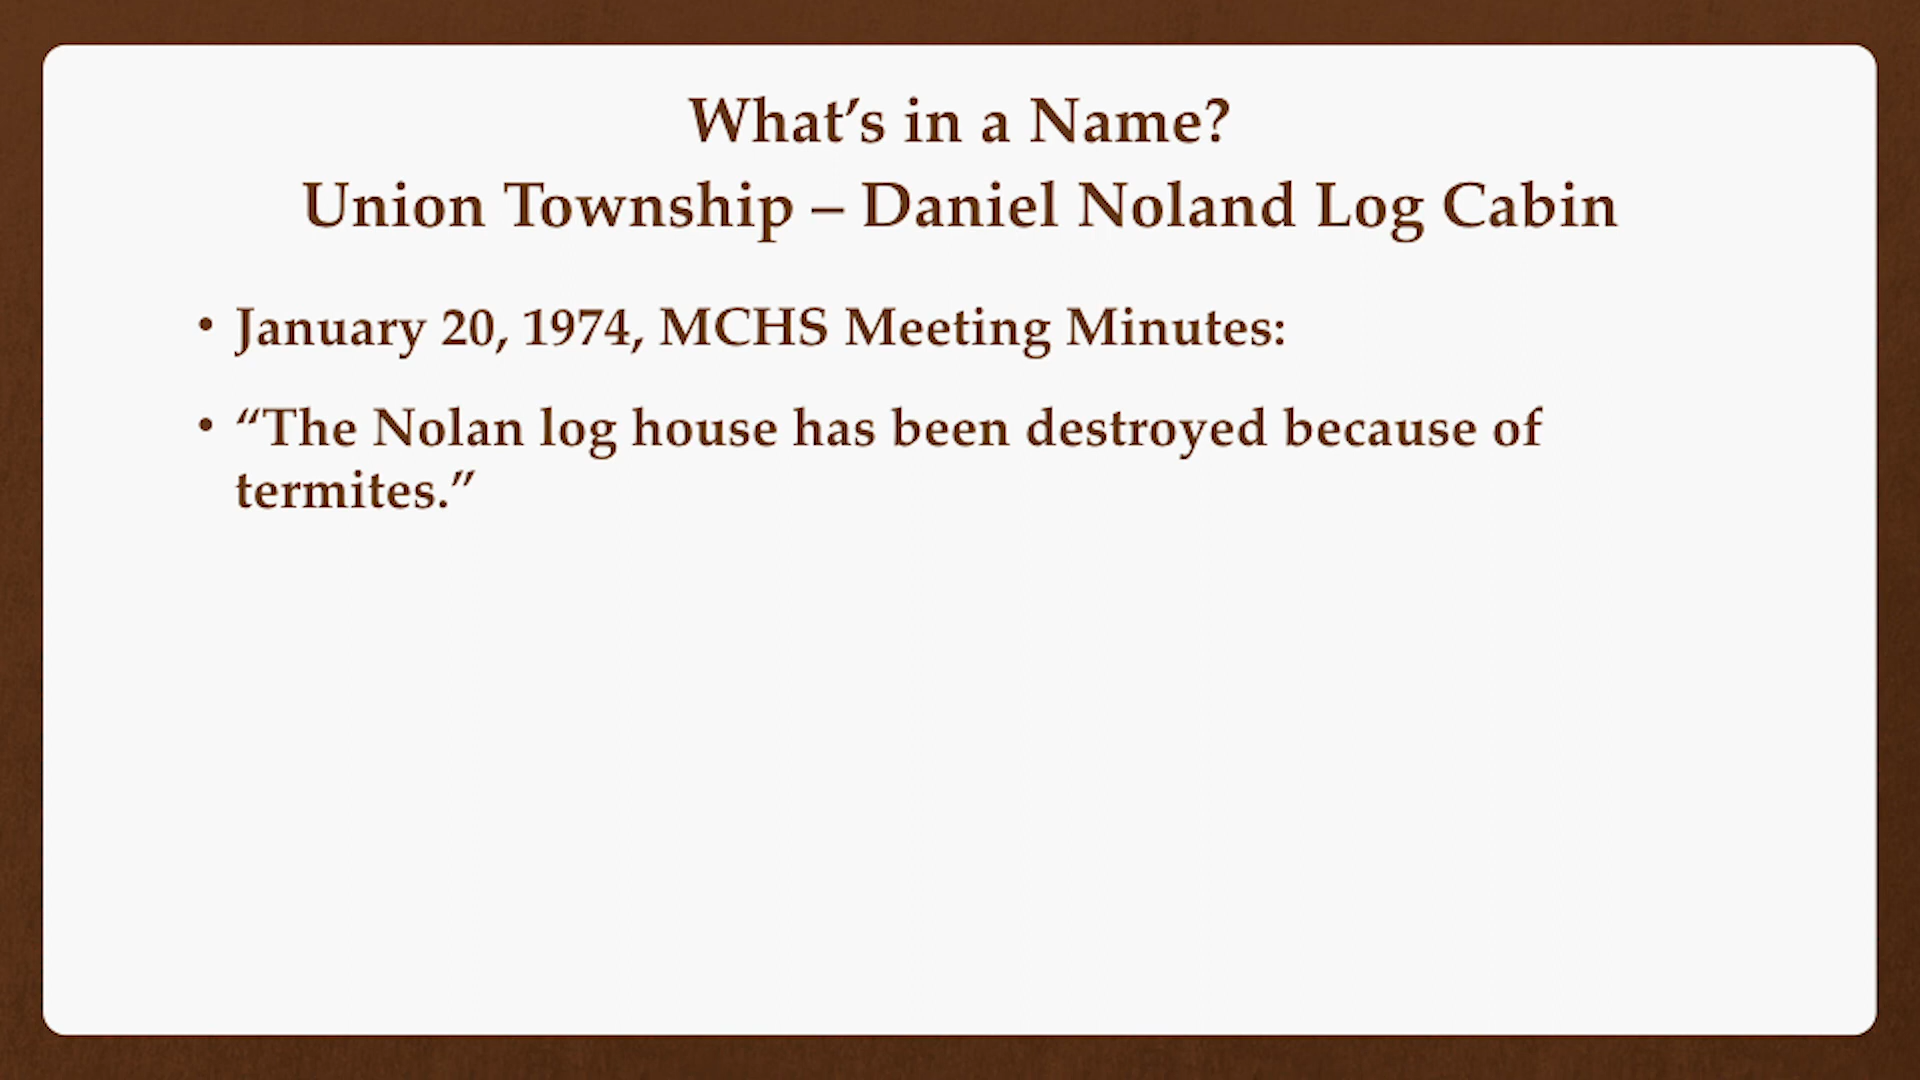 What’s in a Name?
Union Township – Daniel Noland Log Cabin
• January 20, 1974, MCHS Meeting Minutes:
• “The Nolan log house has been destroyed because of
termites.”